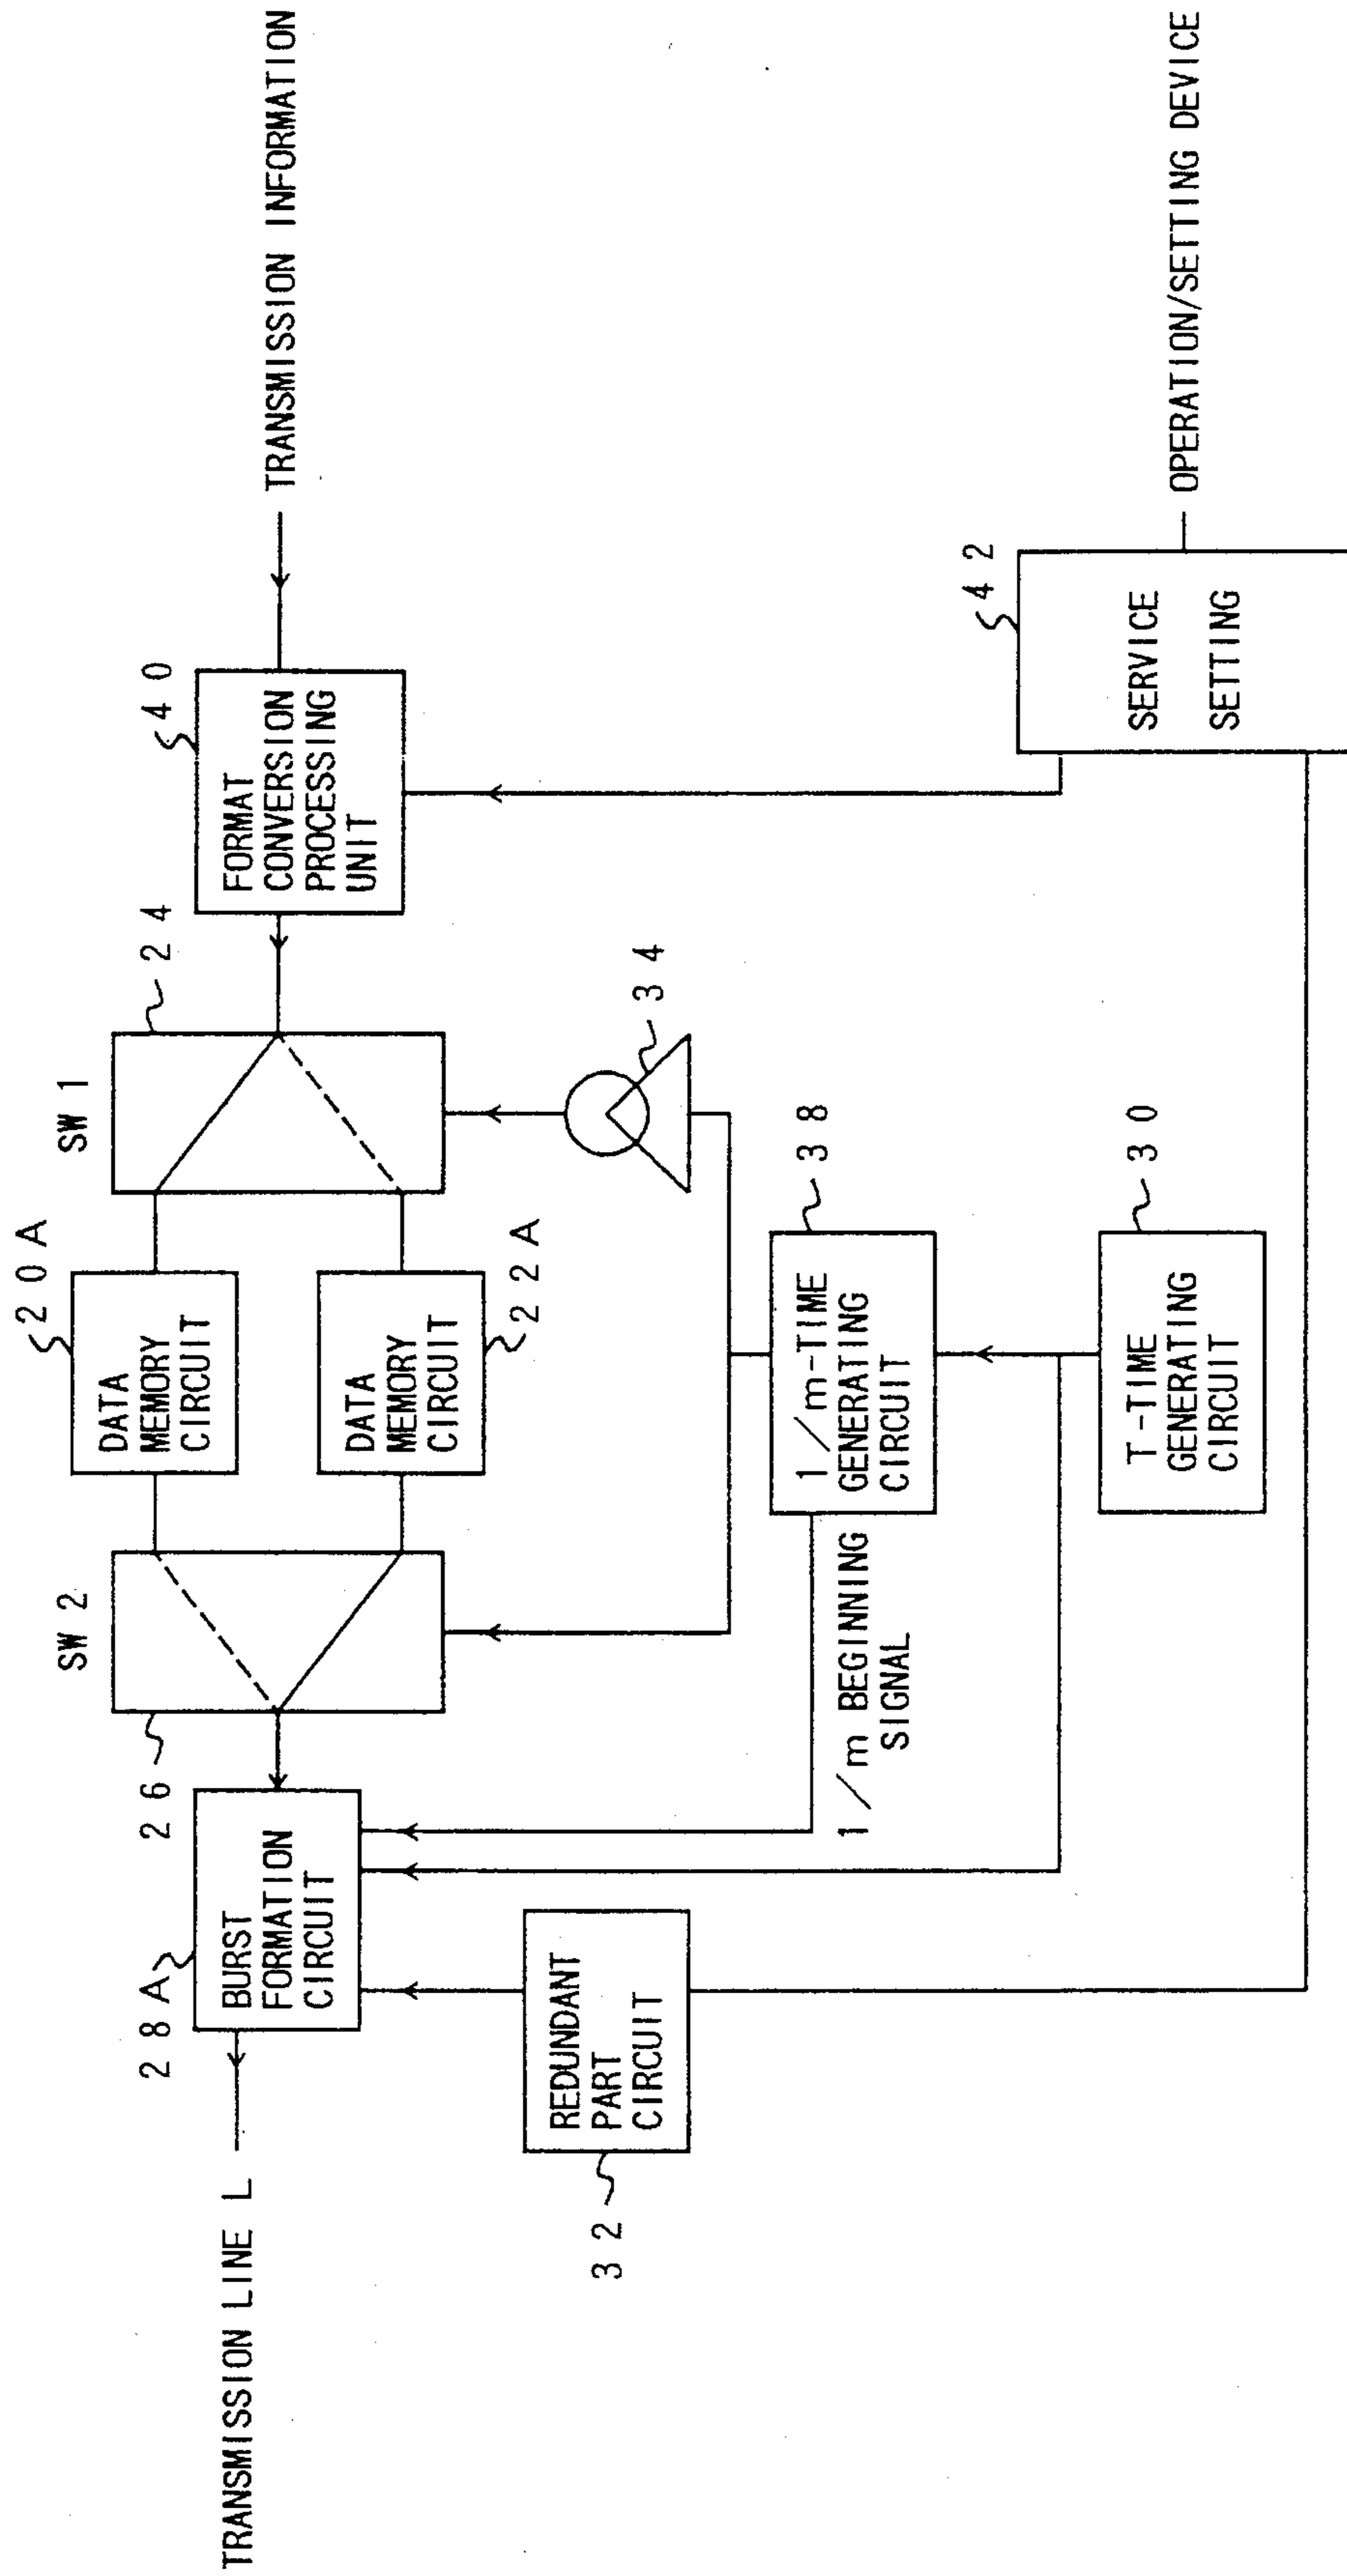 TRANSMISSION LINE L
28A
BURST
FORMATION
CIRCUIT
26
SW 2
20A
DATA
MEMORY
CIRCUIT
DATA
MEMORY
CIRCUIT
22A
SW 1
24
40
FORMAT
CONVERSION
PROCESSING
UNIT
TRANSMISSION INFORMATION
32
REDUNDANT
PART
CIRCUIT
1/m BEGINNING
SIGNAL
1/m-TIME
GENERATING
CIRCUIT
38
34
T-TIME
GENERATING
CIRCUIT
30
42
SERVICE
SETTING
OPERATION/SETTING DEVICE